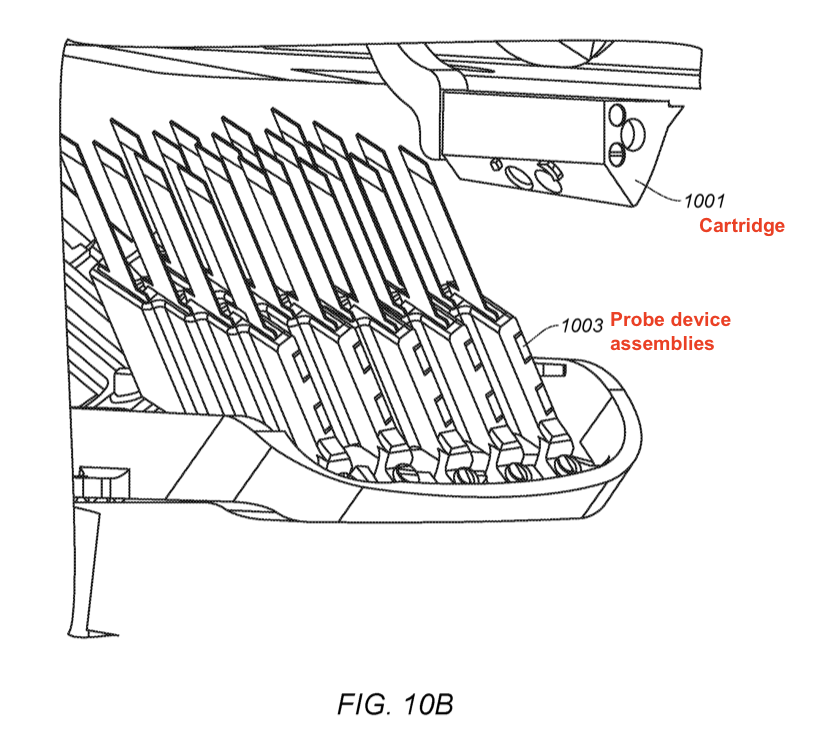 1001
Cartridge
1003 Probe device
assemblies
FIG. 10B